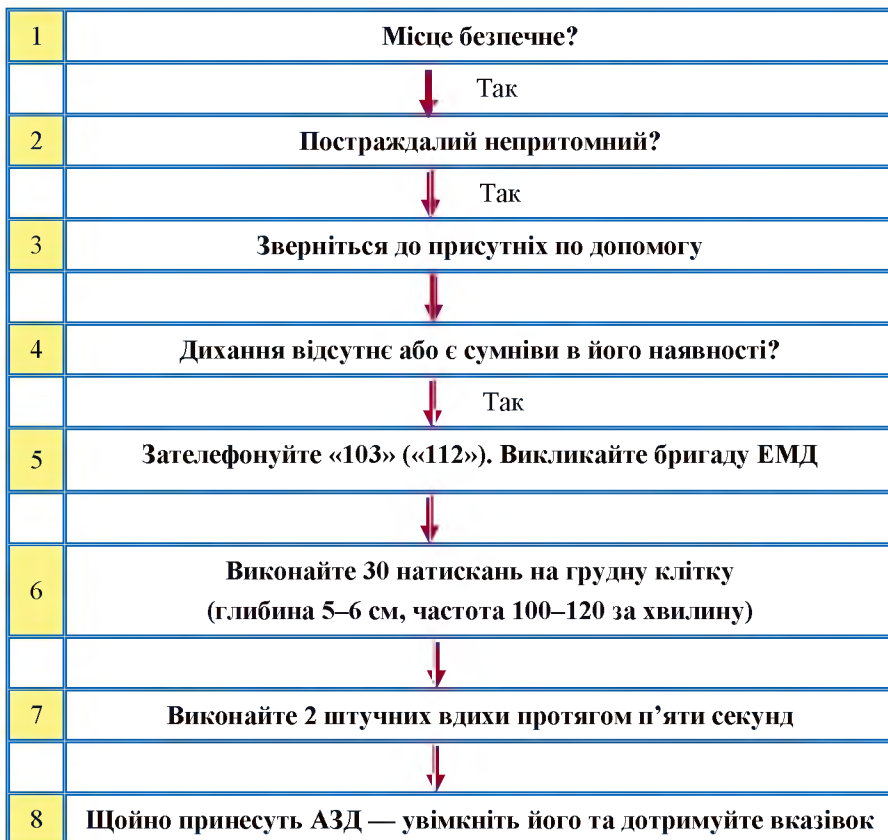 1 Місце безпечне?
Так
2 Постраждалий непритомний?
Так
3 Зверніться до присутніх по допомогу
4 Дихання відсутнє або є сумніви в його наявності?
Так
5 Зателефонуйте «103» («112»). Викликайте бригаду ЕМД
6 Виконайте 30 натискань на грудну клітку
(глибина 5–6 см, частота 100–120 за хвилину)
7 Виконайте 2 штучних вдихи протягом п’яти секунд
8 Щойно принесуть АЗД — увімкніть його та дотримуйте вказівок